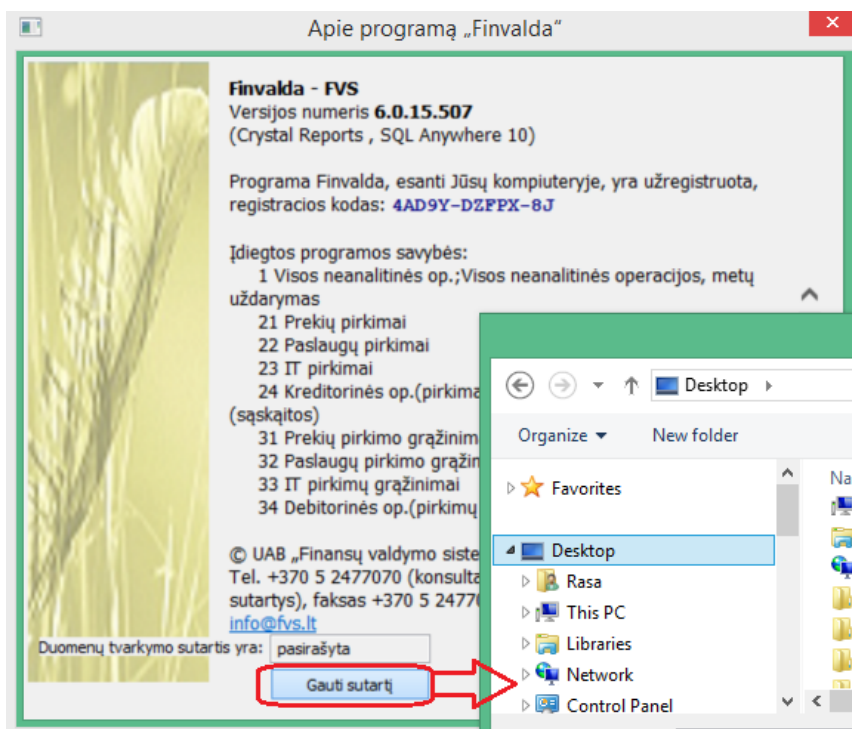 Apie programą „Finvalda“
Finvalda - FVS
Versijos numeris 6.0.15.507
(Crystal Reports , SQL Anywhere 10)
Programa Finvalda, esanti Jūsų kompiuteryje, yra užregistruota,
registracios kodas: 4AD9Y-DZFPX-8J
Įdiegtos programos savybės:
1 Visos neanalitinės op.;Visos neanalitinės operacijos, metų
uždarymas
21 Prekių pirkimai
22 Paslaugų pirkimai
23 IT pirkimai
24 Kreditorinės op.(pirkima
(sąskaitos)
31 Prekių pirkimo grąžinim
32 Paslaugų pirkimo grąžin
33 IT pirkimų grąžinimai
34 Debitorinės op.(pirkimų
© UAB „Finansų valdymo siste
Tel. +370 5 2477070 (konsulta
sutartys), faksas +370 5 2477
info@fvs.lt
Duomenų tvarkymo sutartis yra: pasirašyta
Gauti sutartį
Desktop
Organize New folder
Na
Favorites
Desktop
Rasa
This PC
Libraries
Network
Control Panel